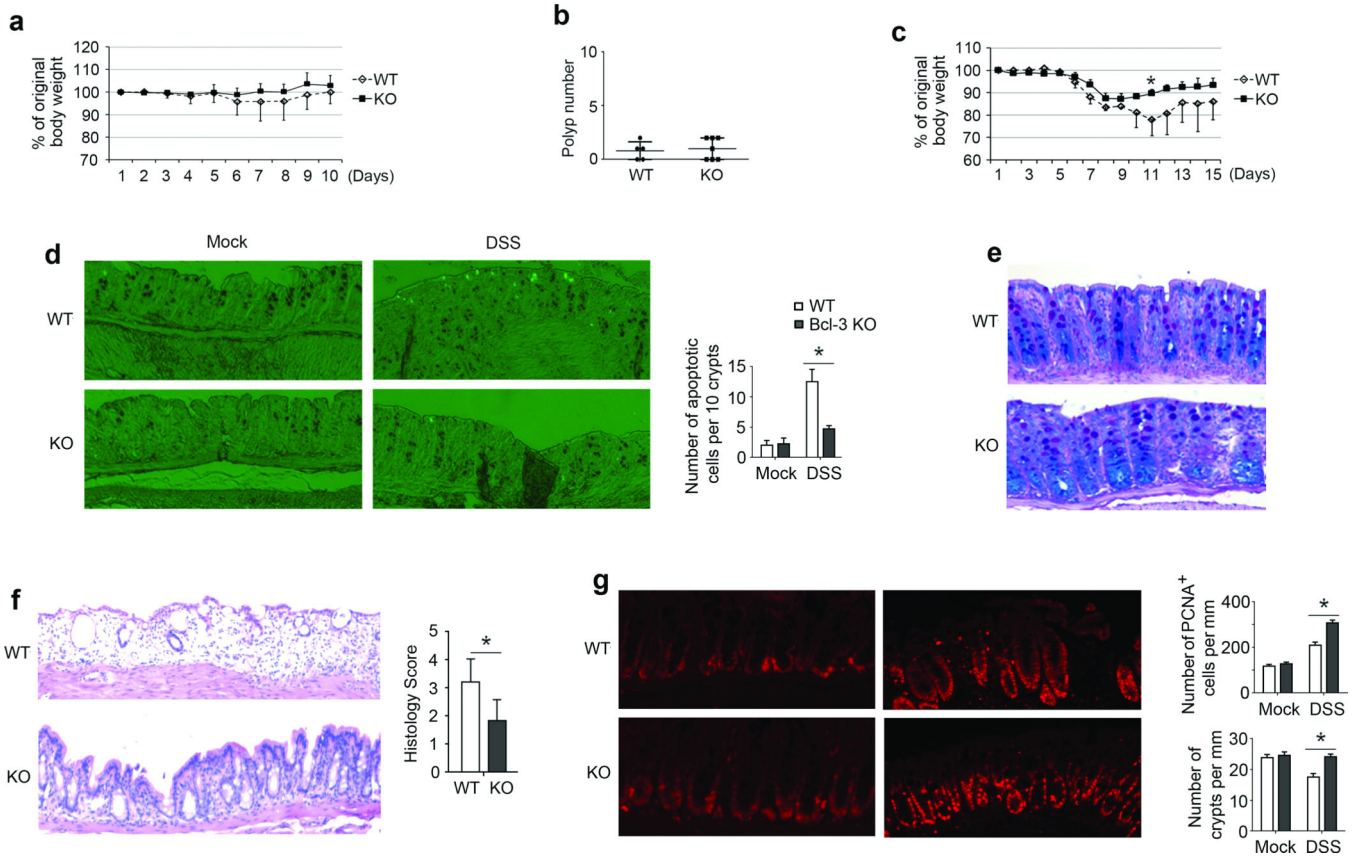 a
% of original
body weight
120
110
100
90
80
70
1 2 3 4 5 6 7 8 9 10 (Days)
WT
KO
b
Polyp number
10
5
0
WT KO
c
% of original
body weight
110
100
90
80
70
60
*
1 3 5 7 9 11 13 15 (Days)
WT
KO
d
Mock DSS
WT
KO
WT
Bcl-3 KO
Number of apoptotic
cells per 10 crypts
15
10
5
0
*
Mock DSS
e
WT
KO
f
WT
KO
Histology Score
5
4
3
2
1
0
*
WT KO
g
WT
KO
Number of PCNA+
cells per mm
400
200
0
*
Mock DSS
Number of
crypts per mm
30
20
10
0
*
Mock DSS